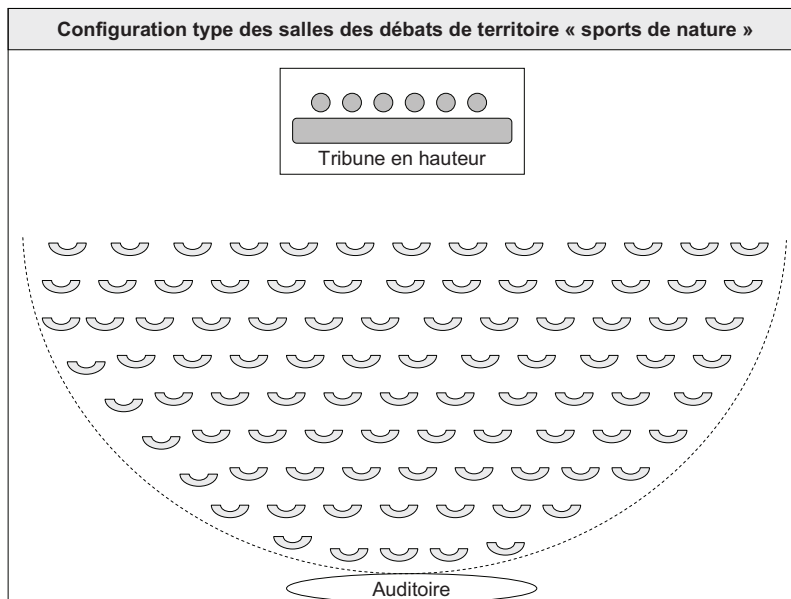 Configuration type des salles des débats de territoire « sports de nature »
Tribune en hauteur
Auditoire